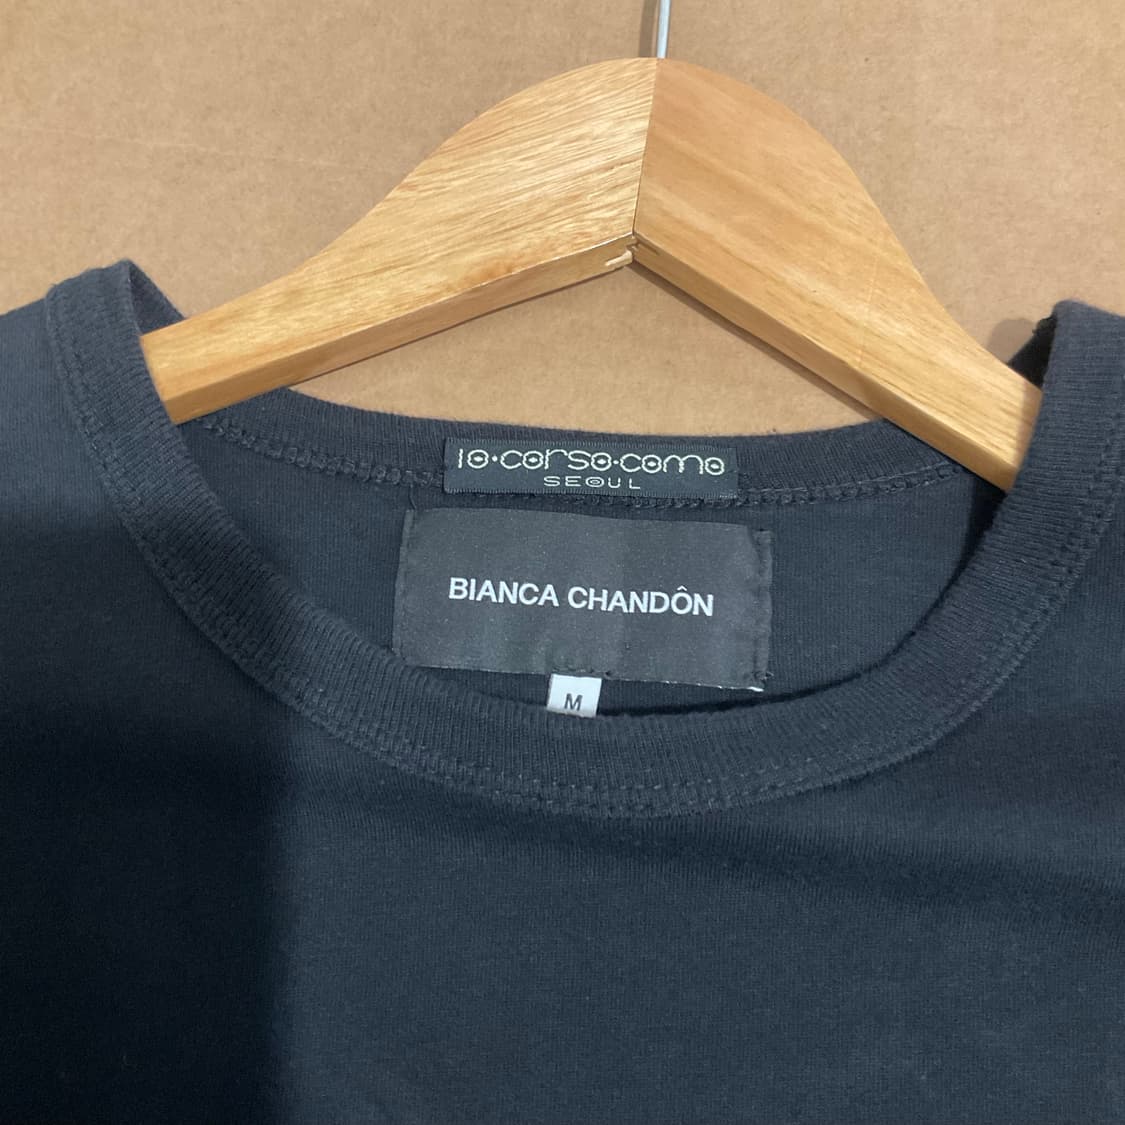 10·corso·como
SEOUL
BIANCA CHANDÔN
M